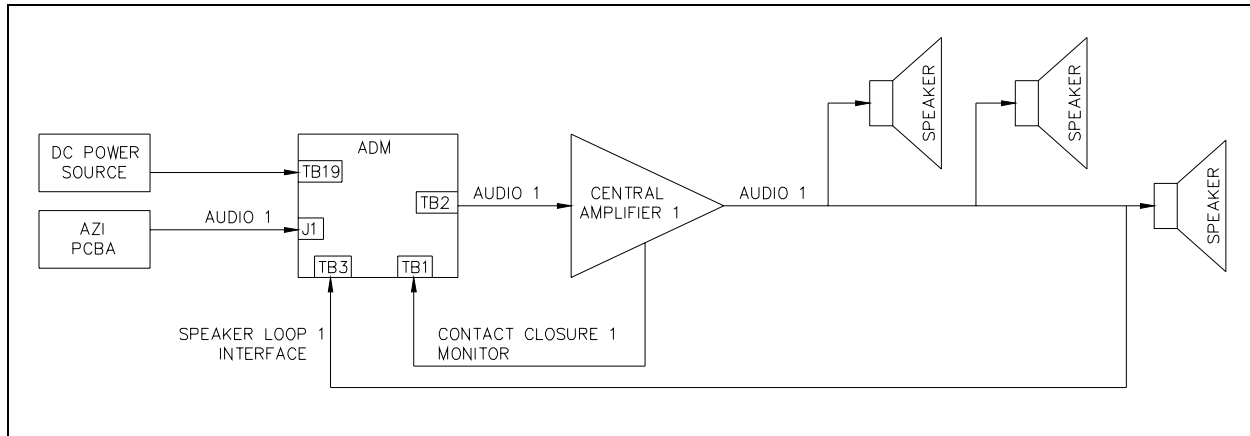 DC POWER
SOURCE
AZI
PCBA
AUDIO 1
ADM
TB19
J1
TB2
TB3
TB1
AUDIO 1
CENTRAL
AMPLIFIER 1
AUDIO 1
SPEAKER
SPEAKER
SPEAKER
SPEAKER LOOP 1
INTERFACE
CONTACT CLOSURE 1
MONITOR